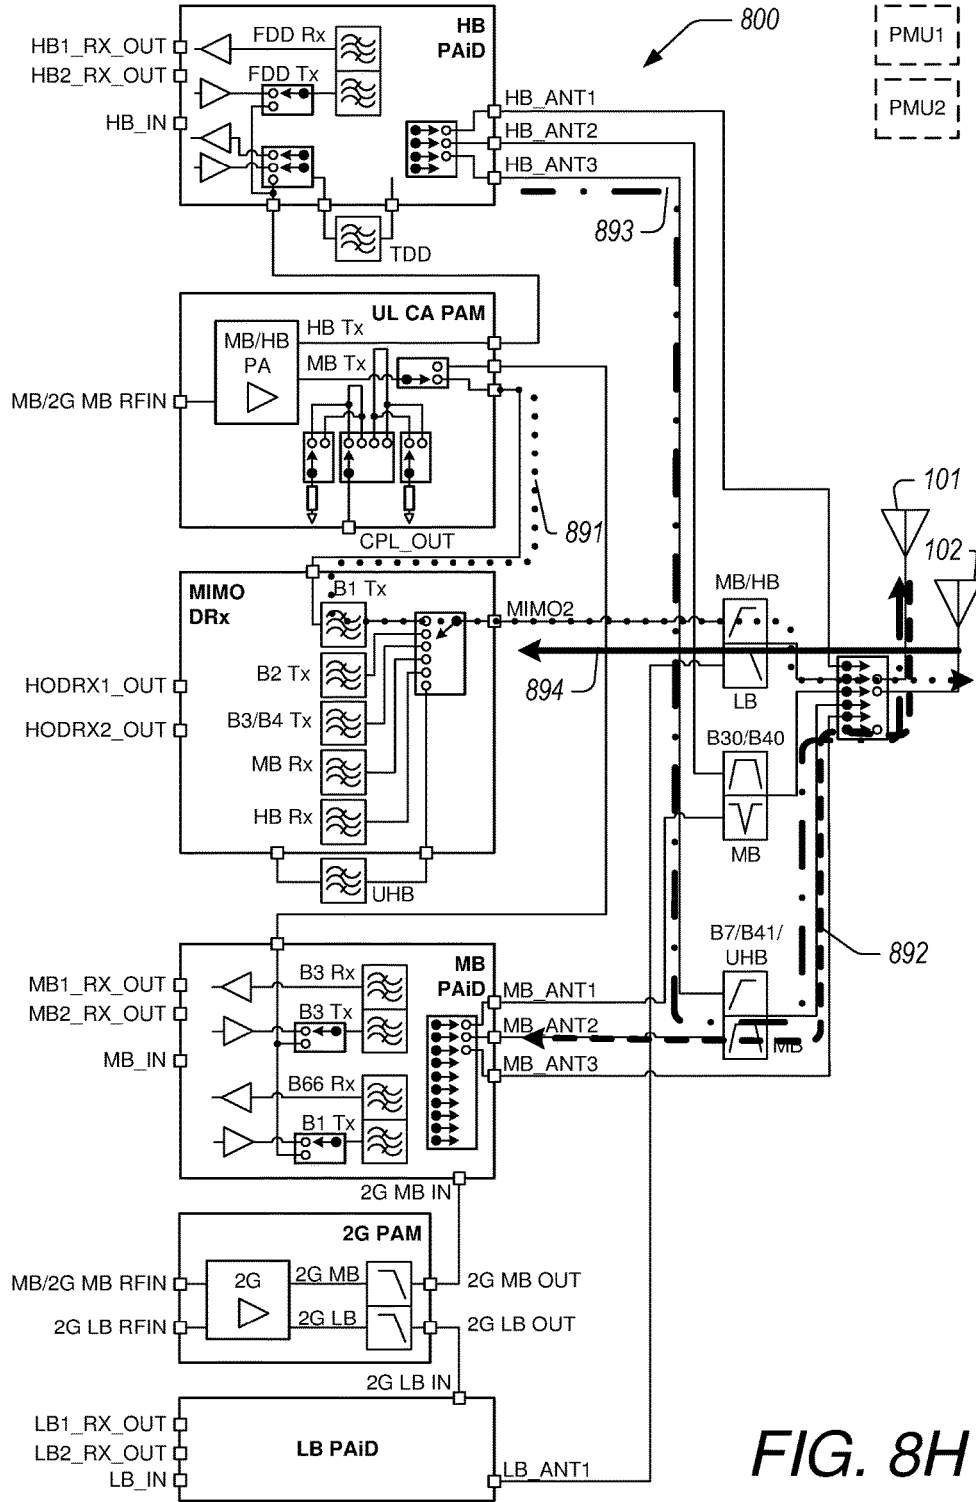 HB PAiD
800
PMU1
PMU2
HB1_RX_OUT
HB2_RX_OUT
HB_IN
FDD Rx
FDD Tx
HB_ANT1
HB_ANT2
HB_ANT3
893
TDD
UL CA PAM
MB/HB PA
HB Tx
MB Tx
MB/2G MB RFIN
CPL_OUT
891
101
102
MIMO DRx
B1 Tx
MIMO2
MB/HB
894
LB
B2 Tx
HODRX1_OUT
HODRX2_OUT
B3/B4 Tx
MB Rx
HB Rx
UHB
B30/B40
MB
B7/B41/
UHB
892
MB PAiD
MB1_RX_OUT
MB2_RX_OUT
MB_IN
B3 Rx
B3 Tx
B66 Rx
B1 Tx
MB_ANT1
MB_ANT2
MB_ANT3
MB
2G MB IN
2G PAM
MB/2G MB RFIN
2G LB RFIN
2G
2G MB
2G LB
2G MB OUT
2G LB OUT
2G LB IN
LB PAiD
LB1_RX_OUT
LB2_RX_OUT
LB_IN
LB_ANT1
FIG. 8H